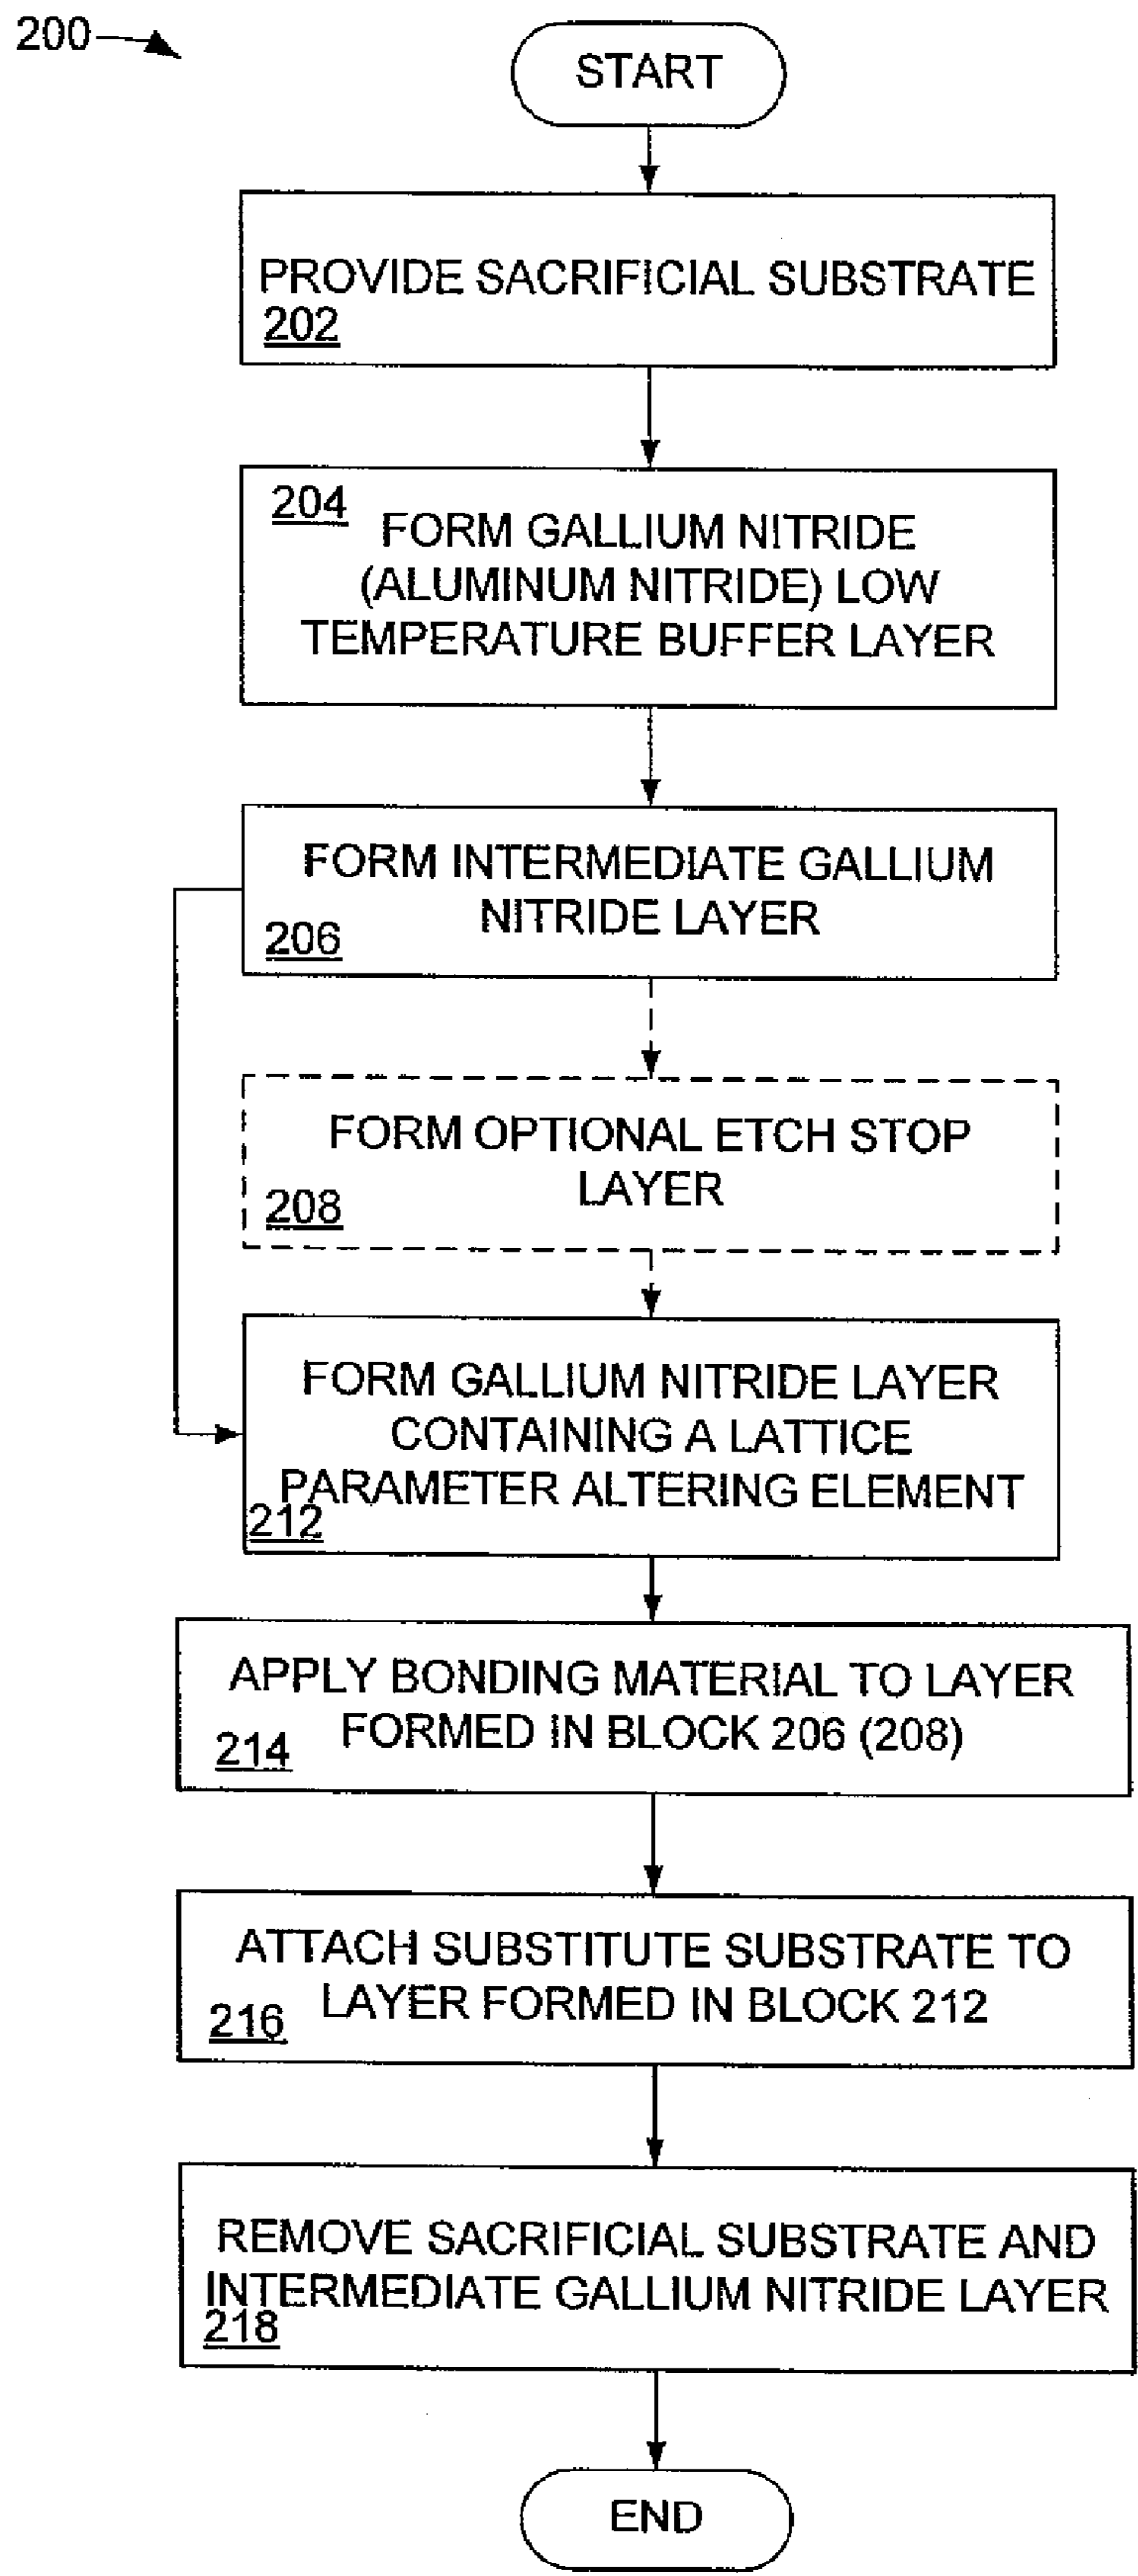 200
START
PROVIDE SACRIFICIAL SUBSTRATE
202
204
FORM GALLIUM NITRIDE
(ALUMINUM NITRIDE) LOW
TEMPERATURE BUFFER LAYER
FORM INTERMEDIATE GALLIUM
NITRIDE LAYER
206
FORM OPTIONAL ETCH STOP
LAYER
208
FORM GALLIUM NITRIDE LAYER
CONTAINING A LATTICE
PARAMETER ALTERING ELEMENT
212
APPLY BONDING MATERIAL TO LAYER
FORMED IN BLOCK 206 (208)
214
ATTACH SUBSTITUTE SUBSTRATE TO
LAYER FORMED IN BLOCK 212
216
REMOVE SACRIFICIAL SUBSTRATE AND
INTERMEDIATE GALLIUM NITRIDE LAYER
218
END